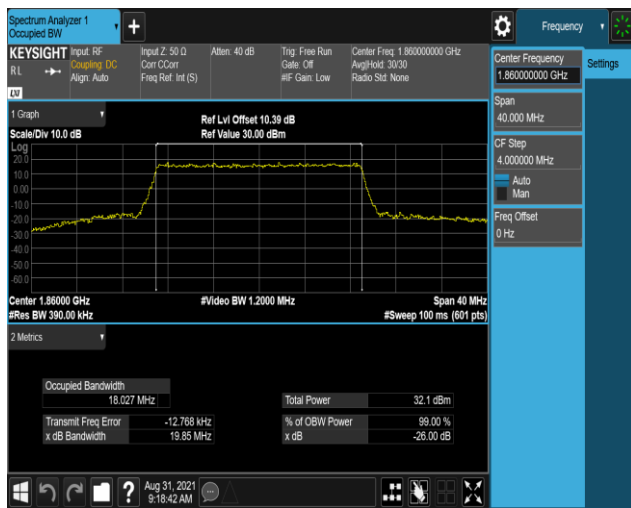 Spectrum Analyzer 1
Occupied BW
+
Frequency
KEYSIGHT
RL
LXI
Input: RF
Coupling: DC
Align: Auto
Input Z: 50 Ω
Corr CCorr
Freq Ref: Int (S)
Atten: 40 dB
Trig: Free Run
Gate: Off
#IF Gain: Low
Center Freq: 1.860000000 GHz
Avg|Hold: 30/30
Radio Std: None
Center Frequency
1.860000000 GHz
Settings
Span
40.000 MHz
CF Step
4.000000 MHz
Auto
Man
Freq Offset
0 Hz
1 Graph
Scale/Div 10.0 dB
Ref Lvl Offset 10.39 dB
Ref Value 30.00 dBm
Log
20.0
10.0
0.00
-10.0
-20.0
-30.0
-40.0
-50.0
-60.0
Center 1.86000 GHz
#Res BW 390.00 kHz
#Video BW 1.2000 MHz
Span 40 MHz
#Sweep 100 ms (601 pts)
2 Metrics
Occupied Bandwidth
18.027 MHz
Total Power 32.1 dBm
Transmit Freq Error -12.768 kHz
% of OBW Power 99.00 %
x dB Bandwidth 19.85 MHz
x dB -26.00 dB
?
Aug 31, 2021
9:18:42 AM